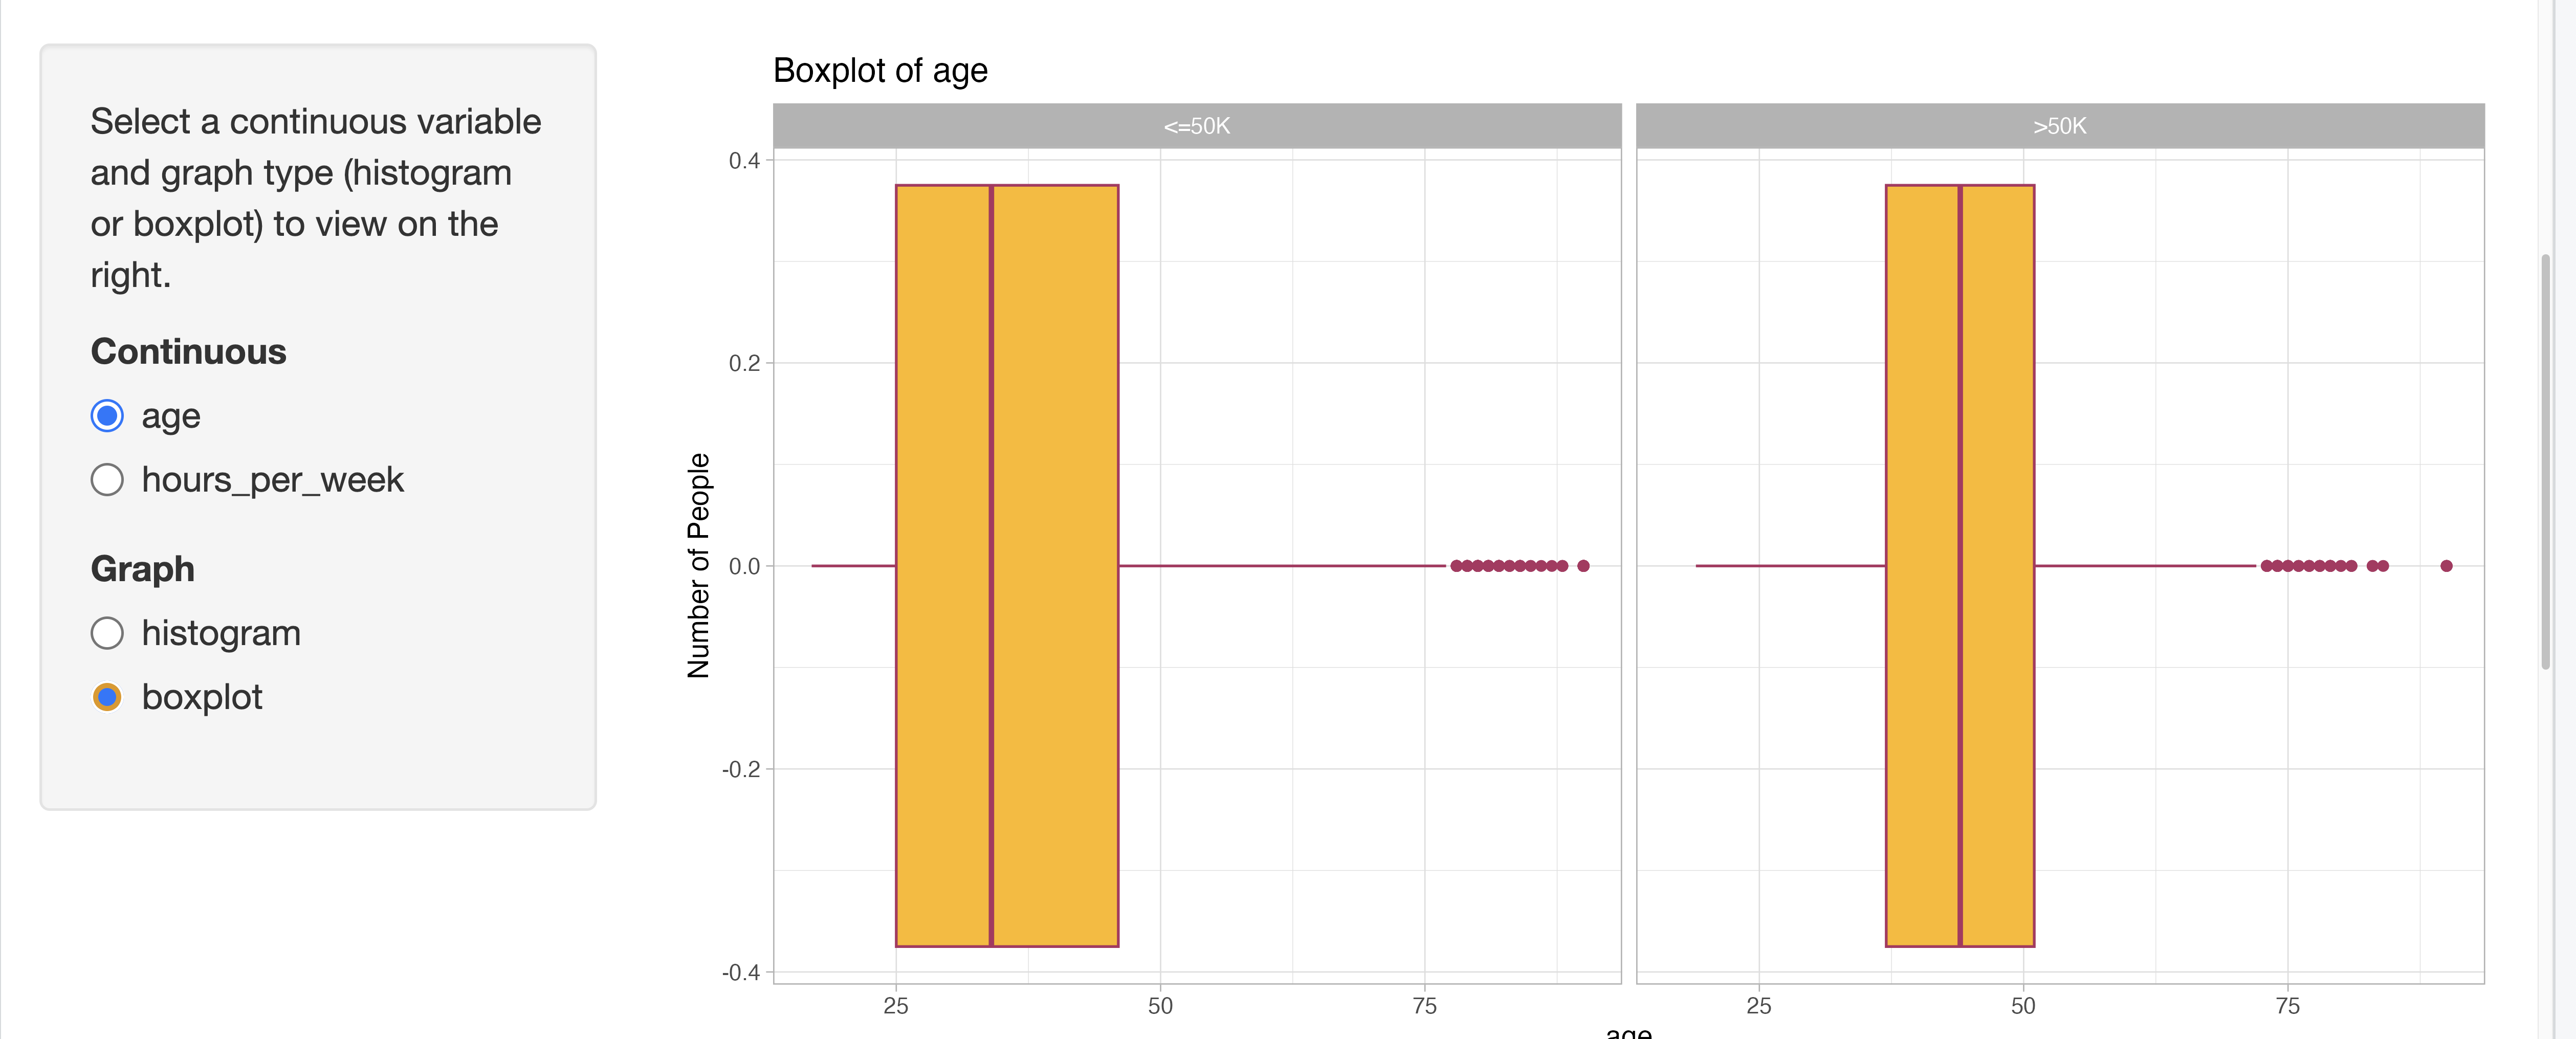 Select a continuous variable
and graph type (histogram
or boxplot) to view on the
right.
Continuous
age
hours_per_week
Graph
histogram
boxplot
Boxplot of age
<=50K
>50K
Number of People
0.4
0.2
0.0
-0.2
-0.4
25
50
75
25
50
75
age